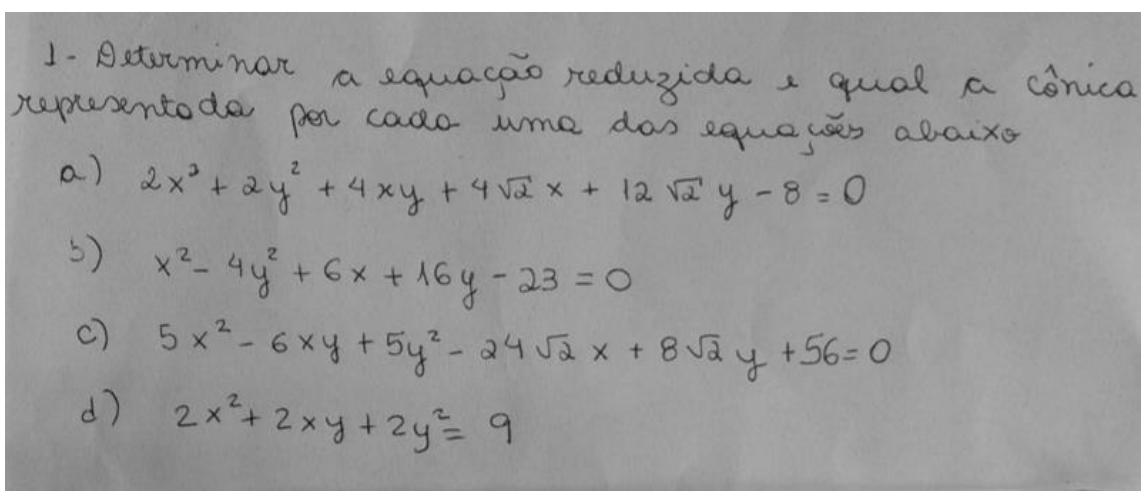 1- Determinar a equação reduzida e qual a cônica
representada por cada uma das equações abaixo
a) 2x² + 2y² + 4xy + 4√2 x + 12 √2 y - 8 = 0
b) x² - 4y² + 6x + 16y - 23 = 0
c) 5x² - 6xy + 5y² - 24√2 x + 8√2 y + 56 = 0
d) 2x² + 2xy + 2y² = 9